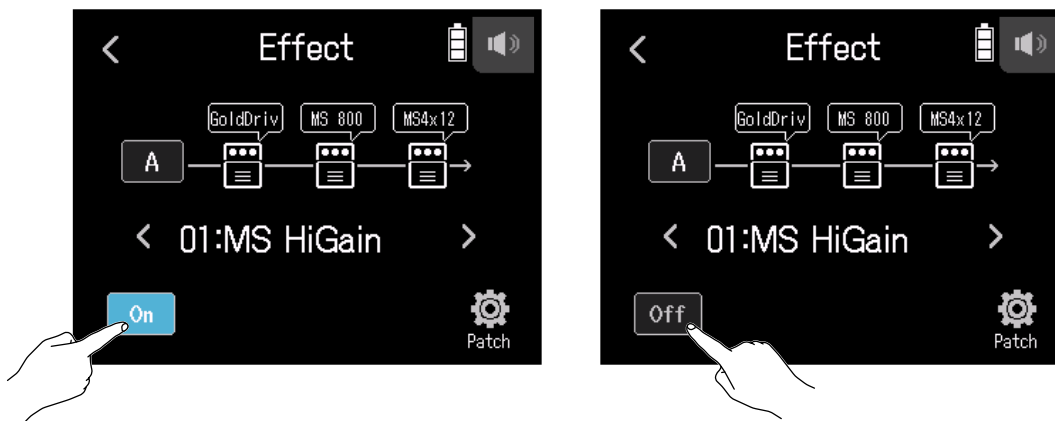 Effect
GoldDriv MS 800 MS4x12
A
01:MS HiGain
On
Patch
Effect
GoldDriv MS 800 MS4x12
A
01:MS HiGain
Off
Patch